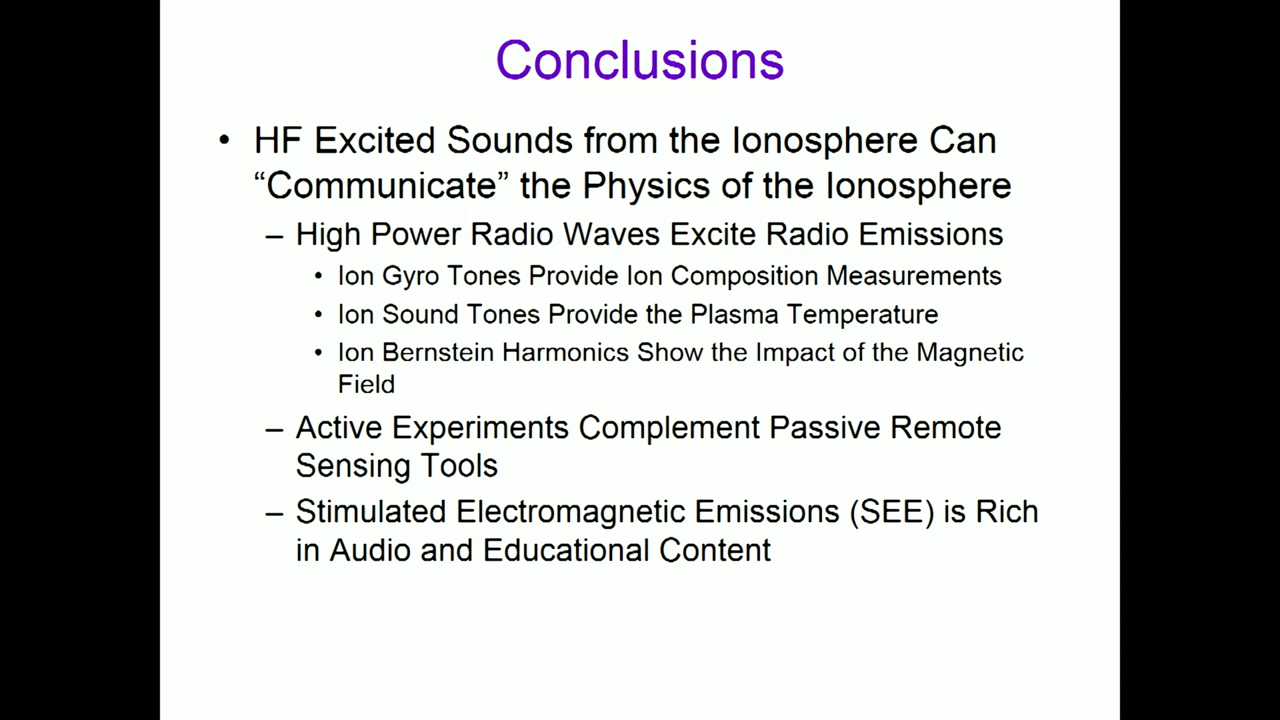 Conclusions
• HF Excited Sounds from the Ionosphere Can
“Communicate” the Physics of the Ionosphere
– High Power Radio Waves Excite Radio Emissions
• Ion Gyro Tones Provide Ion Composition Measurements
• Ion Sound Tones Provide the Plasma Temperature
• Ion Bernstein Harmonics Show the Impact of the Magnetic
Field
– Active Experiments Complement Passive Remote
Sensing Tools
– Stimulated Electromagnetic Emissions (SEE) is Rich
in Audio and Educational Content